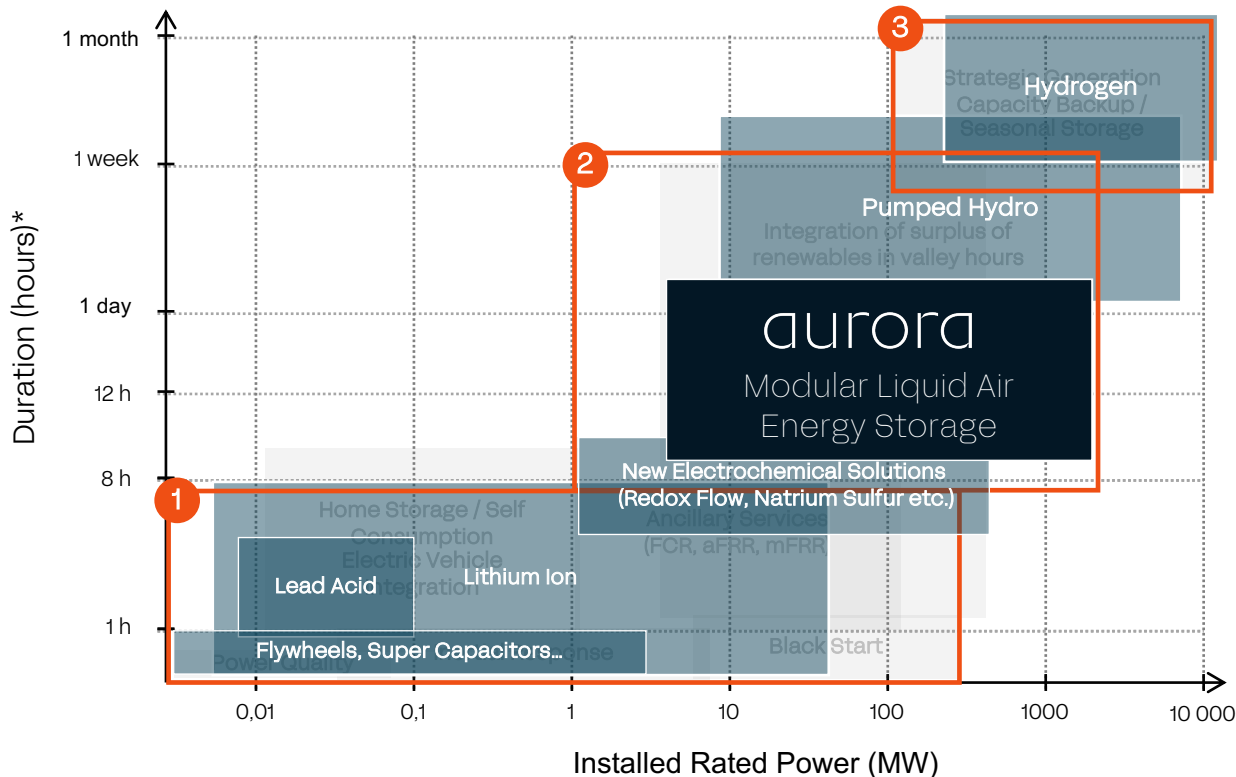 3
1 month
Strategic Generation
Hydrogen
Capacity Backup /
Seasonal Storage
2
1 week
Pumped Hydro
Integration of surplus of
renewables in valley hours
1 day
aurora
Modular Liquid Air
Energy Storage
12 h
Duration (hours)*
New Electrochemical Solutions
(Redox Flow, Natrium Sulfur etc.)
8 h
1
Home Storage / Self
Consumption
Electric Vehicle
Integration
Ancillary Services
(FCR, aFRR, mFRR
Lead Acid
Lithium Ion
1 h
Flywheels, Super Capacitors...
Power Quality
Black Start
0,01
0,1
1
10
100
1000
10 000
Installed Rated Power (MW)